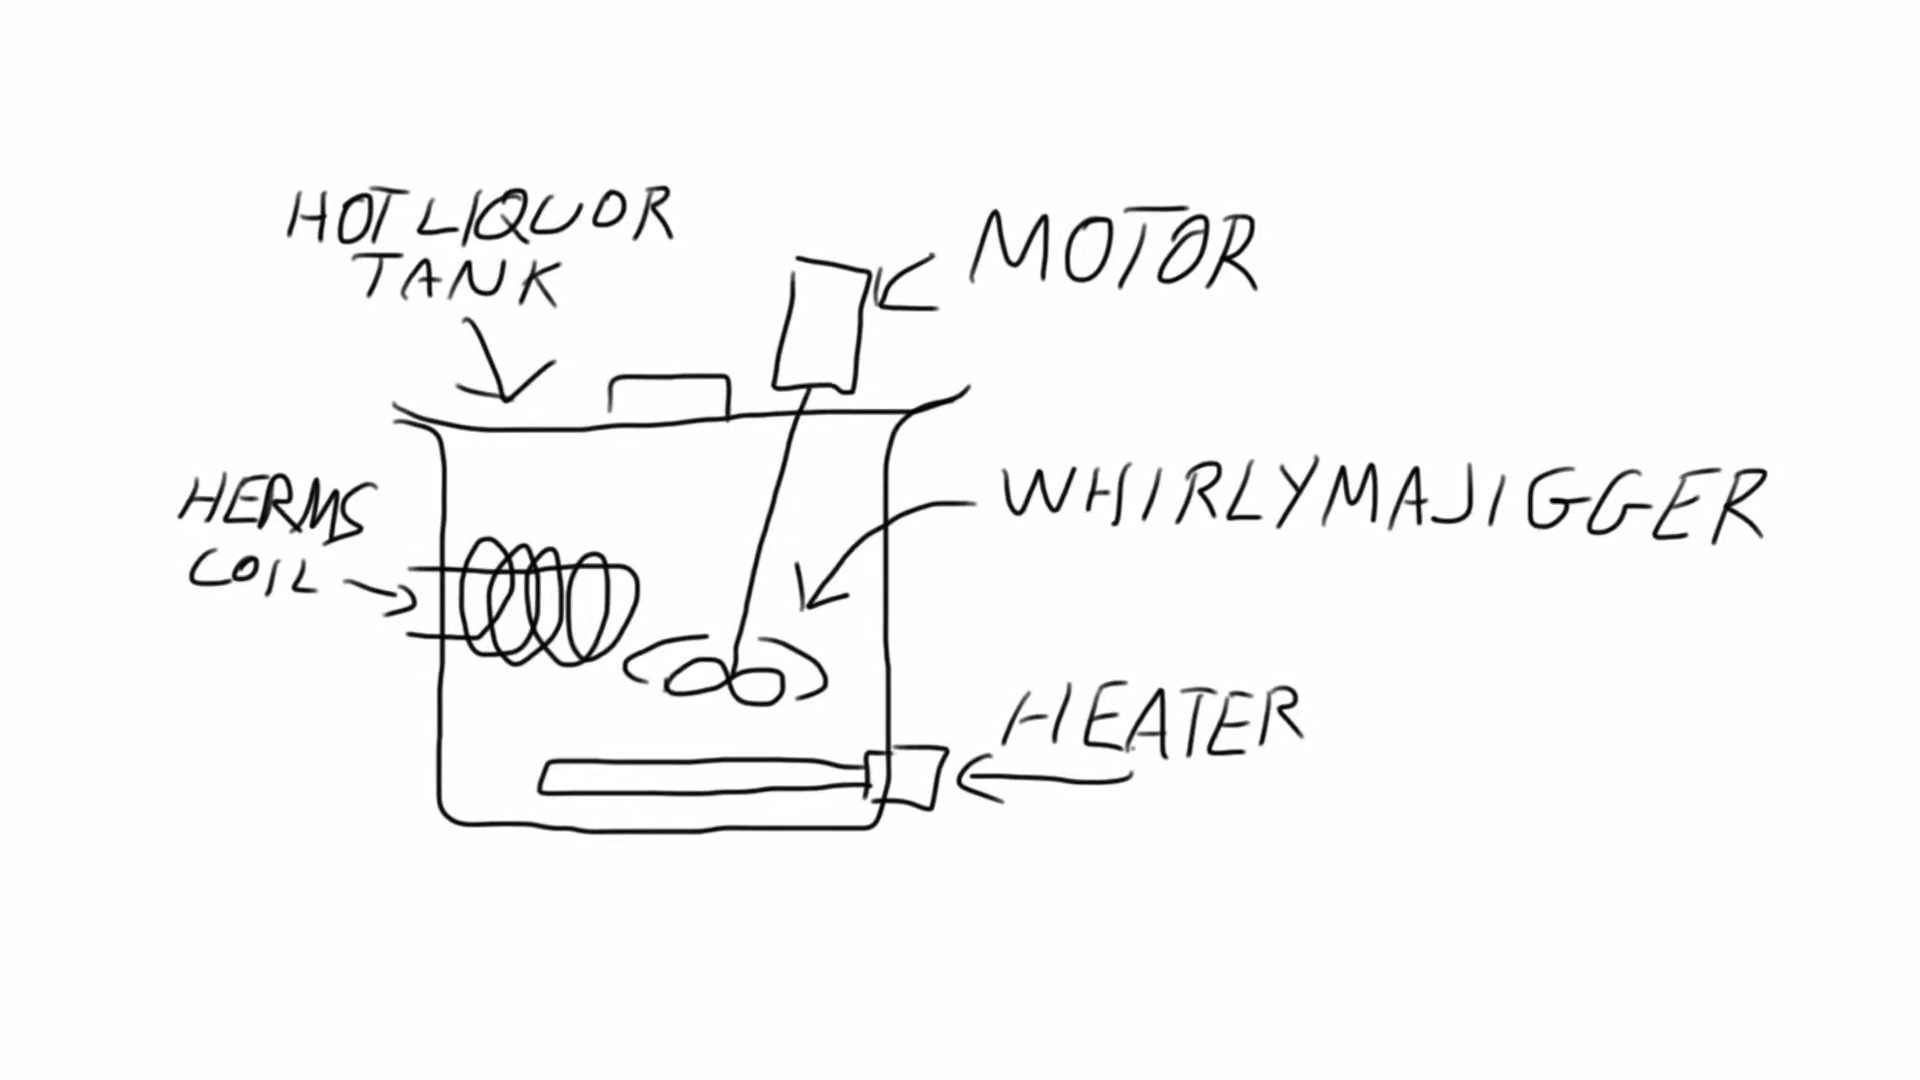 HOT LIQUOR
TANK
MOTOR
HERMS
COIL
WHIRLYMAJIGGER
HEATER